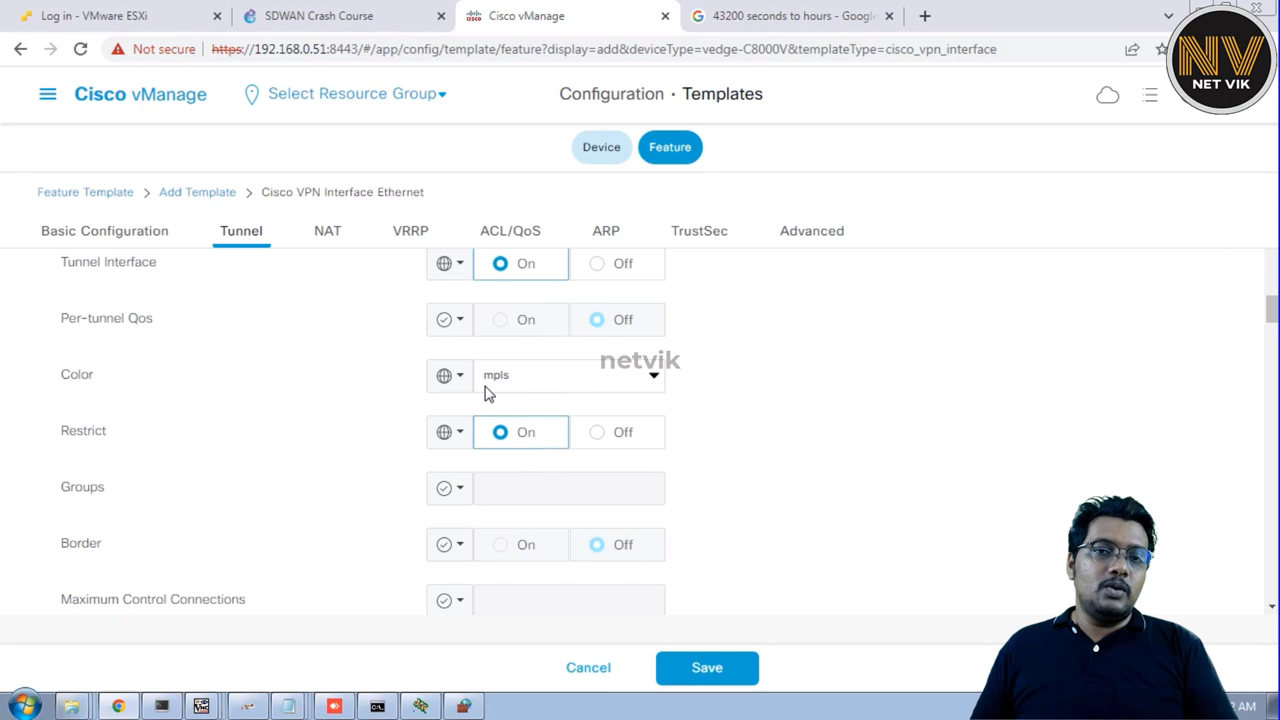 Log in - VMware ESXi
SDWAN Crash Course
Cisco vManage
43200 seconds to hours - Google
Not secure
https://192.168.0.51:8443/#/app/config/template/feature?display=add&deviceType=vedge-C8000V&templateType=cisco_vpn_interface
NV
NET VIK
Cisco vManage
Select Resource Group
Configuration · Templates
Device
Feature
Feature Template > Add Template > Cisco VPN Interface Ethernet
Basic Configuration
Tunnel
NAT
VRRP
ACL/QoS
ARP
TrustSec
Advanced
Tunnel Interface
On
Off
Per-tunnel Qos
On
Off
netvik
Color
mpls
Restrict
On
Off
Groups
Border
On
Off
Maximum Control Connections
Cancel
Save
AM